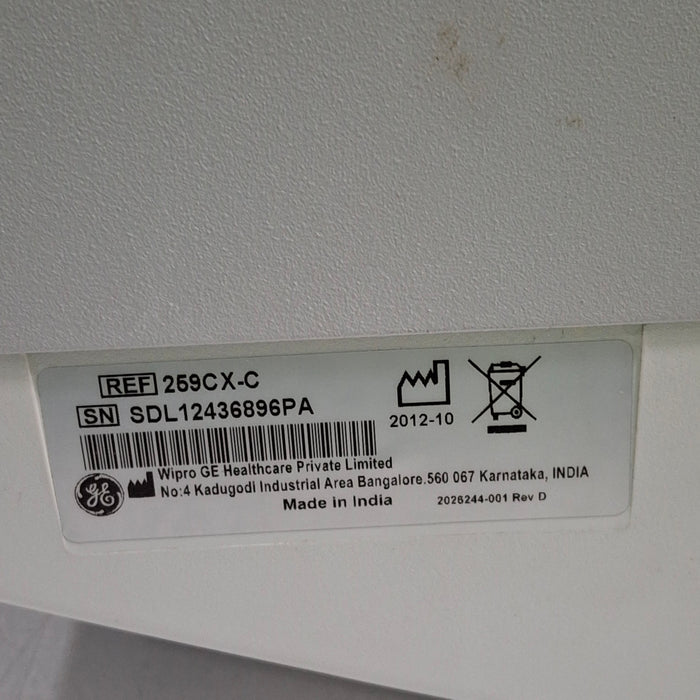 REF 259CX-C
SN SDL12436896PA
2012-10
Wipro GE Healthcare Private Limited
No:4 Kadugodi Industrial Area Bangalore.560 067 Karnataka, INDIA
GE
Made in India
2026244-001 Rev D